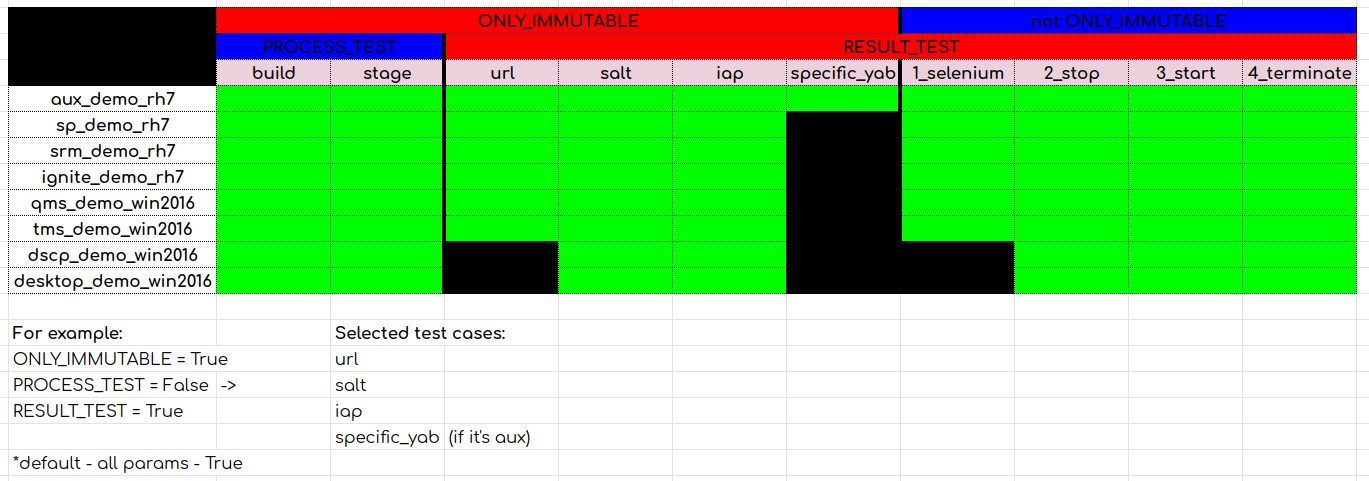 ONLY_IMMUTABLE not ONLY_IMMUTABLE
PROCESS_TEST RESULT_TEST
build stage url salt iap specific_yab 1_selenium 2_stop 3_start 4_terminate
aux_demo_rh7
sp_demo_rh7
srm_demo_rh7
ignite_demo_rh7
qms_demo_win2016
tms_demo_win2016
dscp_demo_win2016
desktop_demo_win2016
For example: Selected test cases:
ONLY_IMMUTABLE = True url
PROCESS_TEST = False -> salt
RESULT_TEST = True iap
specific_yab (if it's aux)
*default - all params - True